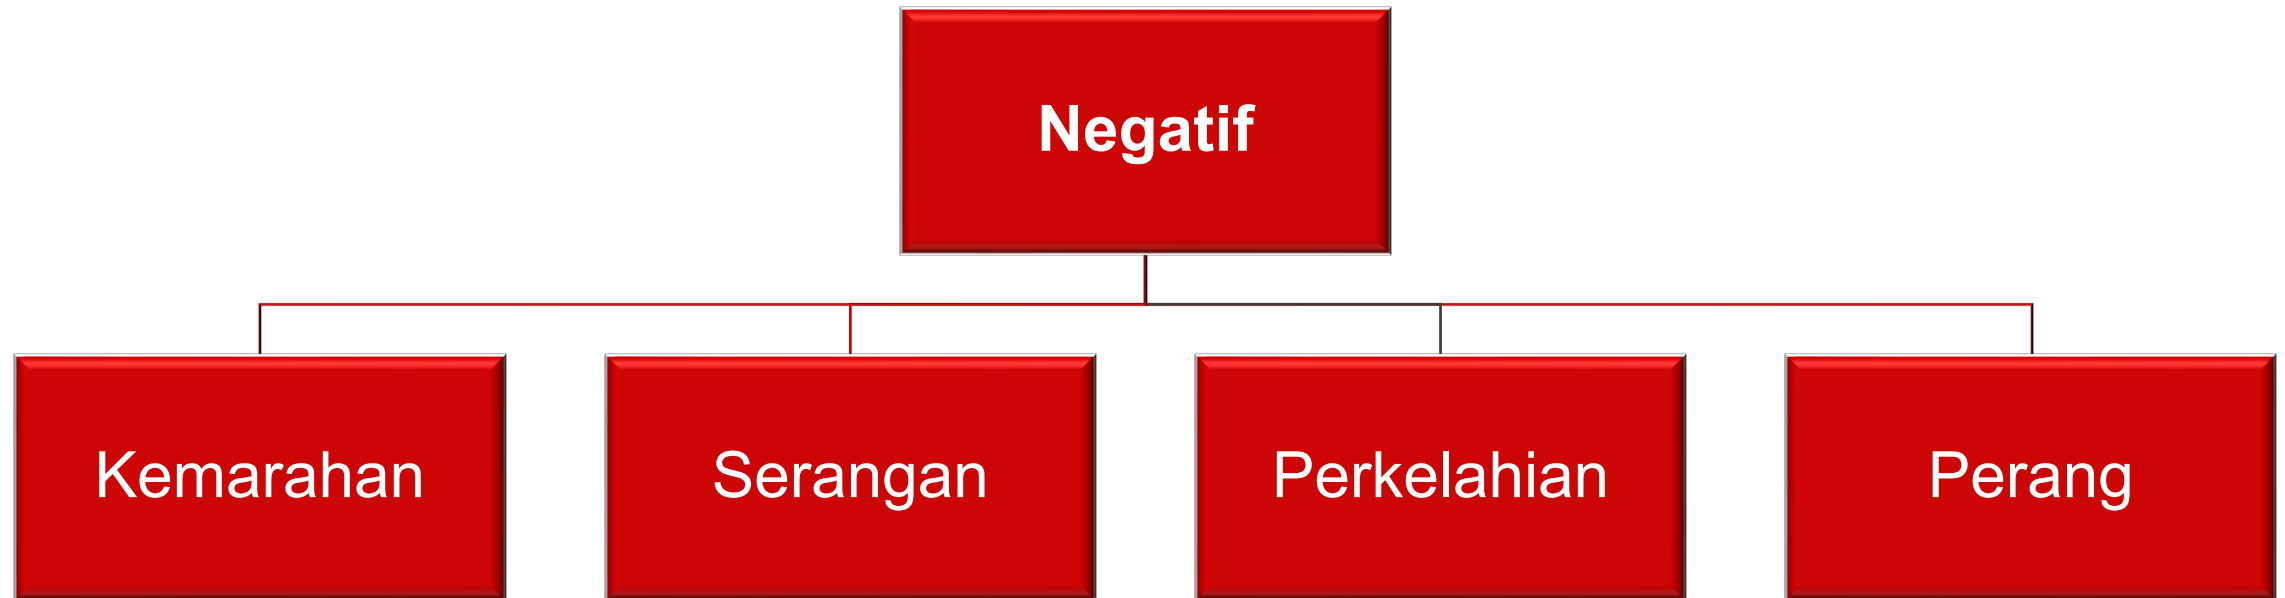 Negatif
Kemarahan
Serangan
Perkelahian
Perang